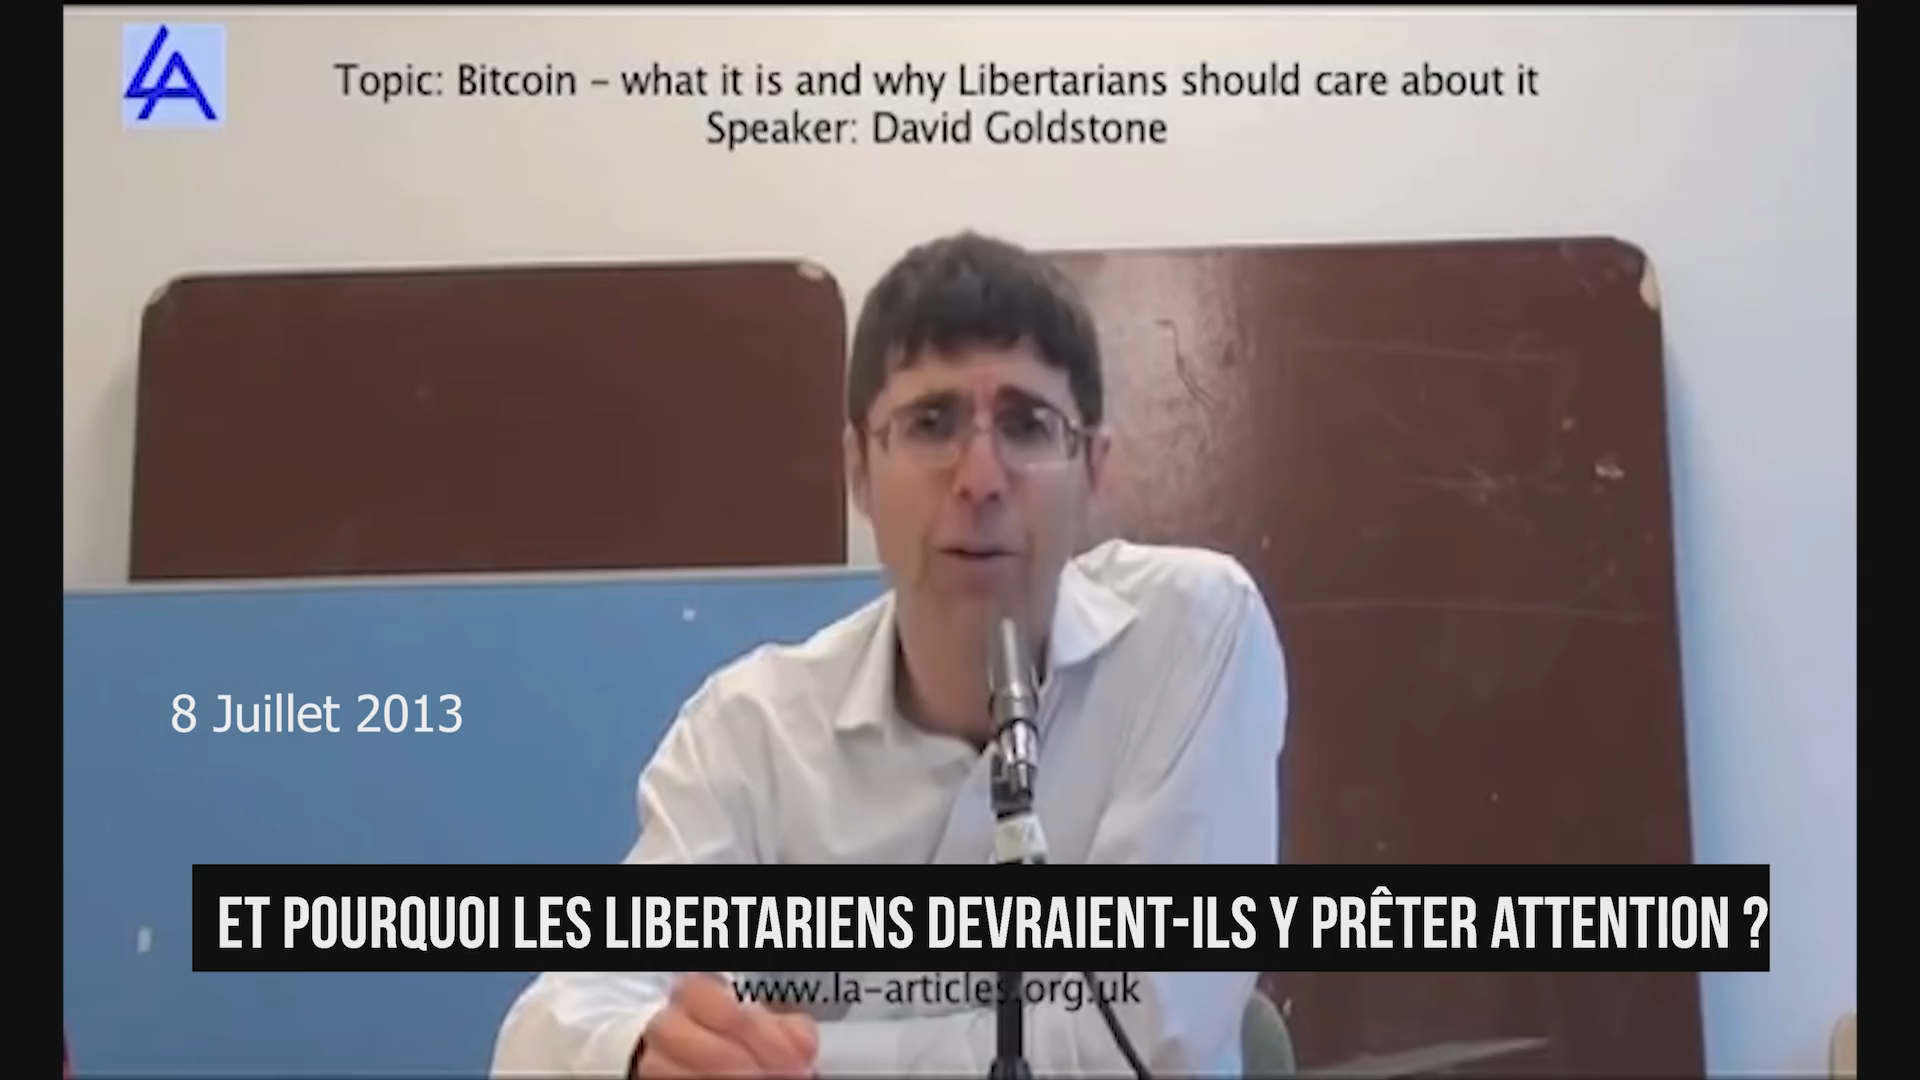 LA
Topic: Bitcoin – what it is and why Libertarians should care about it
Speaker: David Goldstone
8 Juillet 2013
ET POURQUOI LES LIBERTARIENS DEVRAIENT-ILS Y PRÊTER ATTENTION ?
www.la-articles.org.uk